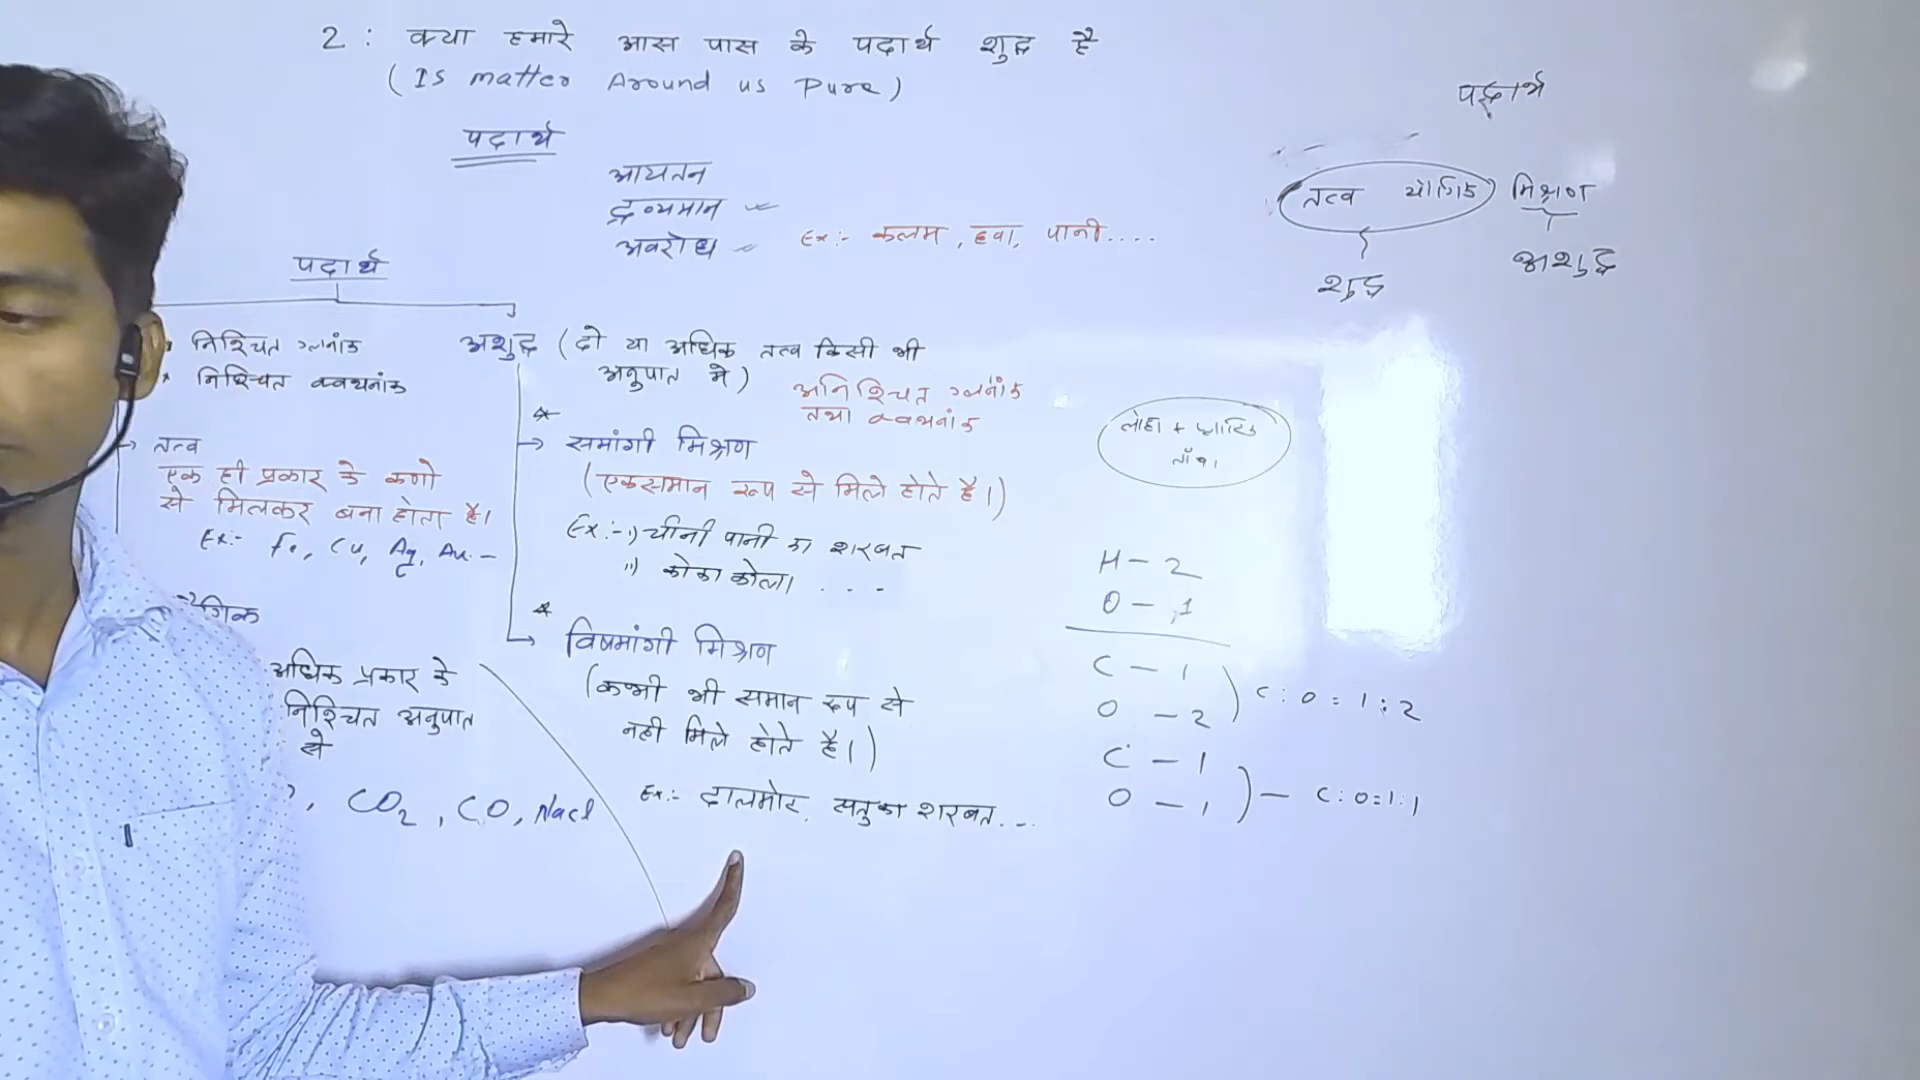 2 : क्या हमारे आस पास के पदार्थ शुद्ध है
(Is matter Around us Pure)
पदार्थ
आयतन
द्रव्यमान
अवरोध
Ex:- कलम, हवा, पानी....
पदार्थ
निश्चित गलनांक
निश्चित क्वथनांक
तत्व
एक ही प्रकार के कणो
से मिलकर बना होता है।
Ex:- Fe, Cu, Ag, Au.-
गिक
अधिक प्रकार के
निश्चित अनुपात
से
, CO2, CO, Nacl
अशुद्ध (दो या अधिक तत्व किसी भी
अनुपात मे)
अनिश्चित गलनांक
तथा क्वथनांक
समांगी मिश्रण
(एकसमान रूप से मिले होते है।)
Ex:- i) चीनी पानी का शरबत
ii) कोका कोला। ...
विषमांगी मिश्रण
(कभी भी समान रूप से
नही मिले होते है।)
Ex:- दालमोट, सतुका शरबत...
पदार्थ
तत्व यौगिक मिश्रण
शुद्ध
अशुद्ध
लोहा +
H - 2
O - 1
C - 1
O - 2
C : O = 1 : 2
C - 1
O - 1
- C : O = 1 : 1